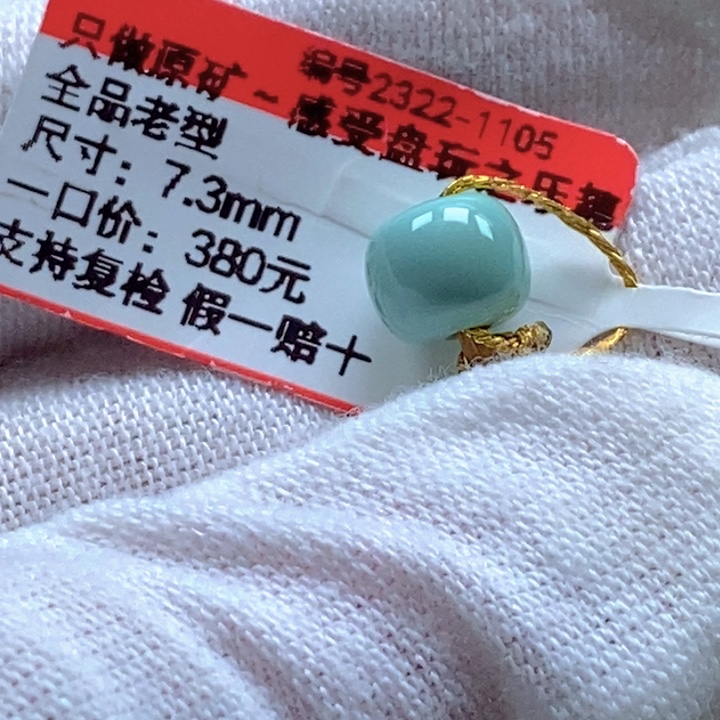 编号2322-1105
只做原矿~感受盘玩之乐趣
全品老型
尺寸：7.3mm
一口价：380元
支持复检 假一赔十